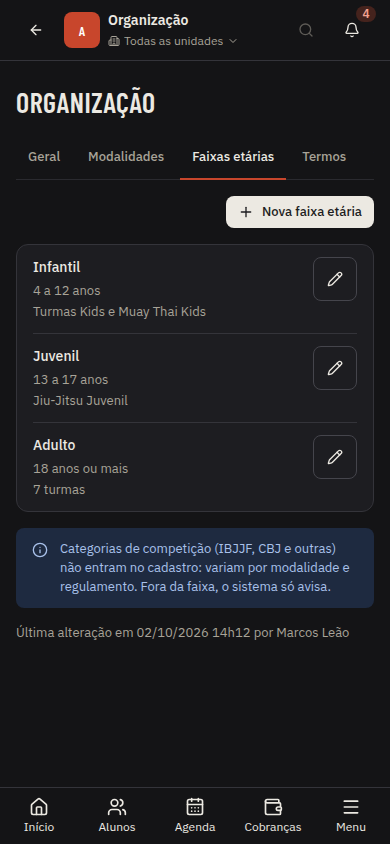 A
Organização
Todas as unidades
4
ORGANIZAÇÃO
Geral
Modalidades
Faixas etárias
Termos
Nova faixa etária
Infantil
4 a 12 anos
Turmas Kids e Muay Thai Kids
Juvenil
13 a 17 anos
Jiu-Jitsu Juvenil
Adulto
18 anos ou mais
7 turmas
Categorias de competição (IBJJF, CBJ e outras)
não entram no cadastro: variam por modalidade e
regulamento. Fora da faixa, o sistema só avisa.
Última alteração em 02/10/2026 14h12 por Marcos Leão
Início
Alunos
Agenda
Cobranças
Menu